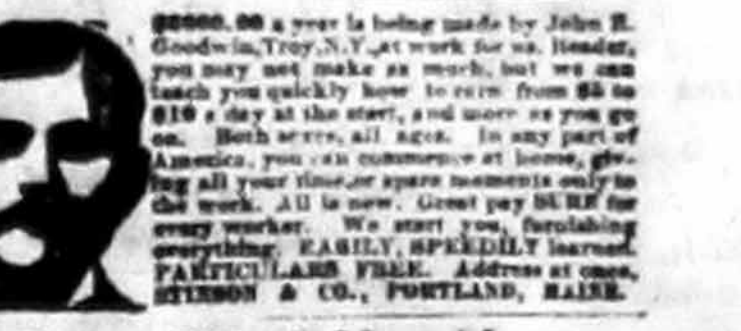 $6000.00 a year is being made by John R.
Goodwin, Troy, N.Y., at work for us. Reader,
you may not make as much, but we can
teach you quickly how to earn from $5 to
$10 a day at the start, and more as you go
on. Both sexes, all ages. In any part of
America, you can commence at home, giv-
ing all your time, or spare moments only to
the work. All is new. Great pay SURE for
every worker. We start you, furnishing
everything. EASILY, SPEEDILY learned.
PARTICULARS FREE. Address at once,
STINSON & CO., PORTLAND, MAINE.